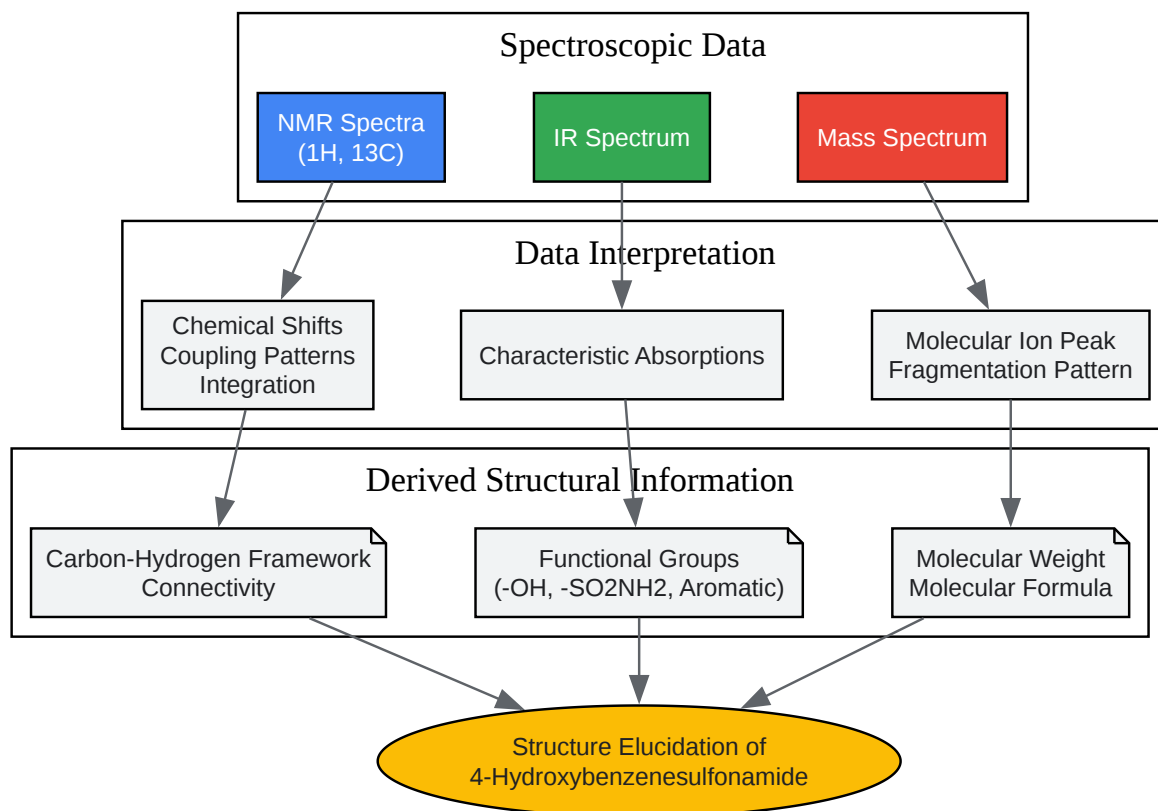 Spectroscopic Data
NMR Spectra
(1H, 13C)
IR Spectrum
Mass Spectrum
Data Interpretation
Chemical Shifts
Coupling Patterns
Integration
Characteristic Absorptions
Molecular Ion Peak
Fragmentation Pattern
Derived Structural Information
Carbon-Hydrogen Framework
Connectivity
Functional Groups
(-OH, -SO2NH2, Aromatic)
Molecular Weight
Molecular Formula
Structure Elucidation of
4-Hydroxybenzenesulfonamide